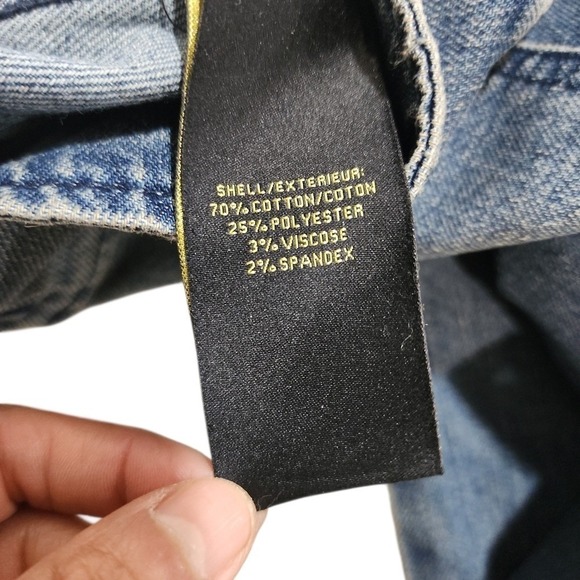 SHELL/EXTERIEUR:
70% COTTON/COTON
25% POLYESTER
3% VISCOSE
2% SPANDEX